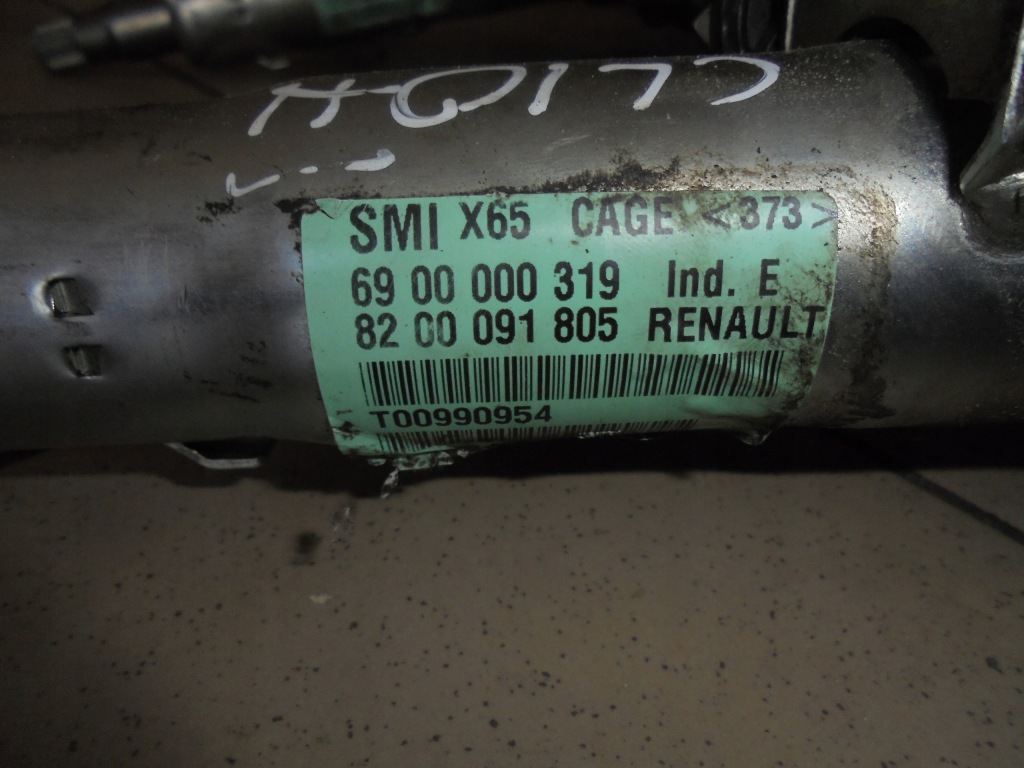 CLIO II
SMI X65 CAGE <373>
69 00 000 319 Ind. E
82 00 091 805 RENAULT
T00990954